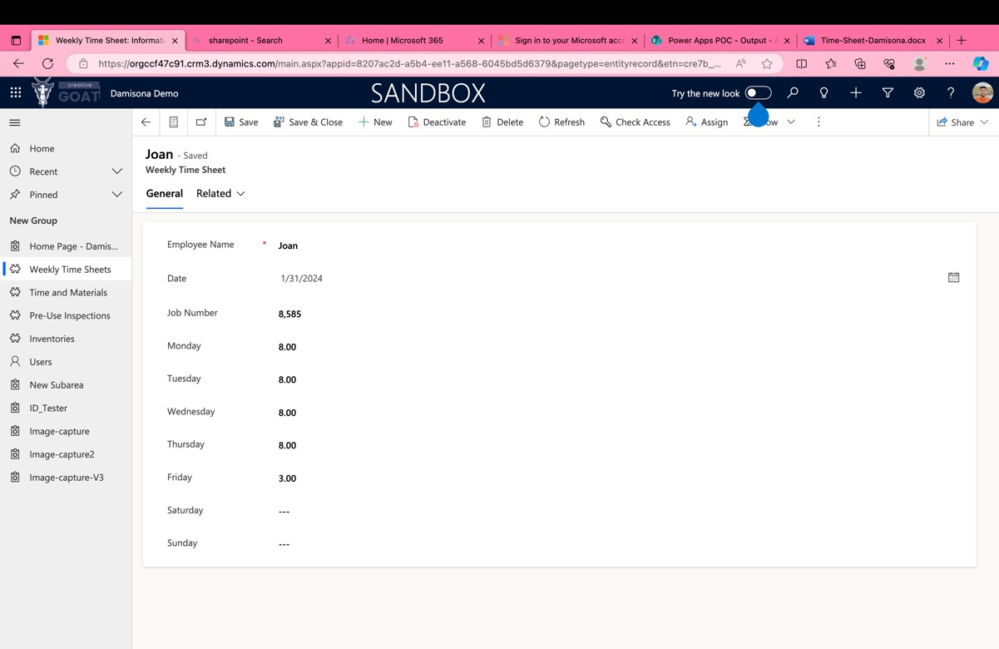 Weekly Time Sheet: Informati
sharepoint - Search
Home | Microsoft 365
Sign in to your Microsoft acc
Power Apps POC - Output -
Time-Sheet-Damisona.docx
https://orgccf47c91.crm3.dynamics.com/main.aspx?appid=8207ac2d-a5b4-ee11-a568-6045bd5d6379&pagetype=entityrecord&etn=cre7b_...
creative
GOAT
Damisona Demo
SANDBOX
Try the new look
Save
Save & Close
New
Deactivate
Delete
Refresh
Check Access
Assign
Share
Home
Recent
Pinned
New Group
Home Page - Damis...
Weekly Time Sheets
Time and Materials
Pre-Use Inspections
Inventories
Users
New Subarea
ID_Tester
Image-capture
Image-capture2
Image-capture-V3
Joan - Saved
Weekly Time Sheet
General Related
Employee Name * Joan
Date 1/31/2024
Job Number 8,585
Monday 8.00
Tuesday 8.00
Wednesday 8.00
Thursday 8.00
Friday 3.00
Saturday ---
Sunday ---